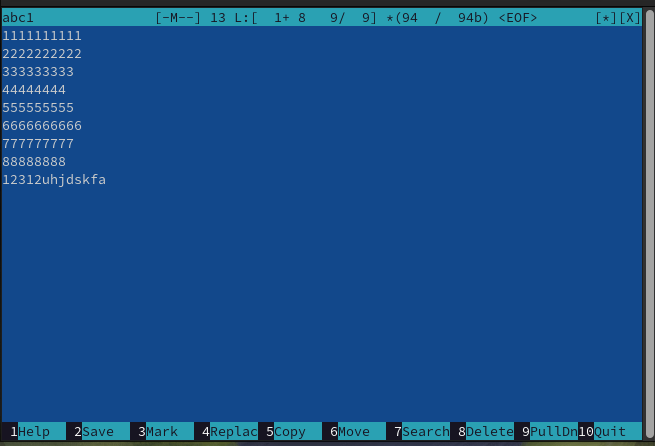 abc1 [-M--] 13 L:[  1+ 8   9/  9] *(94  /  94b) <EOF> [*][X]
1111111111
2222222222
333333333
44444444
555555555
6666666666
777777777
88888888
12312uhjdskfa
1Help 2Save 3Mark 4Replac 5Copy 6Move 7Search 8Delete 9PullDn 10Quit